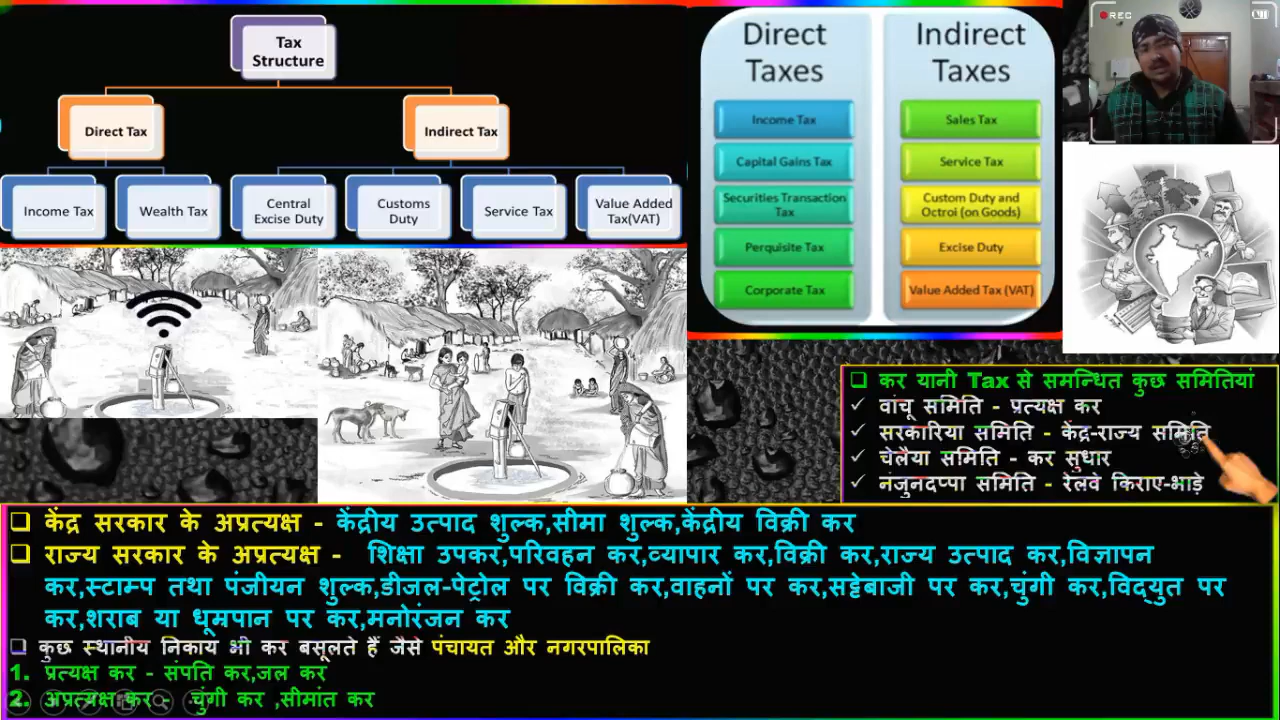 Tax
Structure
Direct Tax
Indirect Tax
Income Tax
Wealth Tax
Central
Excise Duty
Customs
Duty
Service Tax
Value Added
Tax(VAT)
Direct
Taxes
Income Tax
Capital Gains Tax
Securities Transaction
Tax
Perquisite Tax
Corporate Tax
Indirect
Taxes
Sales Tax
Service Tax
Custom Duty and
Octroi (on Goods)
Excise Duty
Value Added Tax (VAT)
REC
कर यानी Tax से समन्धित कुछ समितियां
वांचू समिति - प्रत्यक्ष कर
सरकारिया समिति - केंद्र-राज्य समिति
चेलैया समिति - कर सुधार
नंजुनदप्पा समिति - रेलवे किराए-भाड़े
केंद्र सरकार के अप्रत्यक्ष - केंद्रीय उत्पाद शुल्क,सीमा शुल्क,केंद्रीय विक्री कर
राज्य सरकार के अप्रत्यक्ष - शिक्षा उपकर,परिवहन कर,व्यापार कर,विक्री कर,राज्य उत्पाद कर,विज्ञापन
कर,स्टाम्प तथा पंजीयन शुल्क,डीजल-पेट्रोल पर विक्री कर,वाहनों पर कर,सट्टेबाजी पर कर,चुंगी कर,विद्युत पर
कर,शराब या धूम्रपान पर कर,मनोरंजन कर
कुछ स्थानीय निकाय भी कर बसूलते हैं जैसे पंचायत और नगरपालिका
1. प्रत्यक्ष कर - संपति कर,जल कर
2. अप्रत्यक्ष कर - चुंगी कर ,सीमांत कर